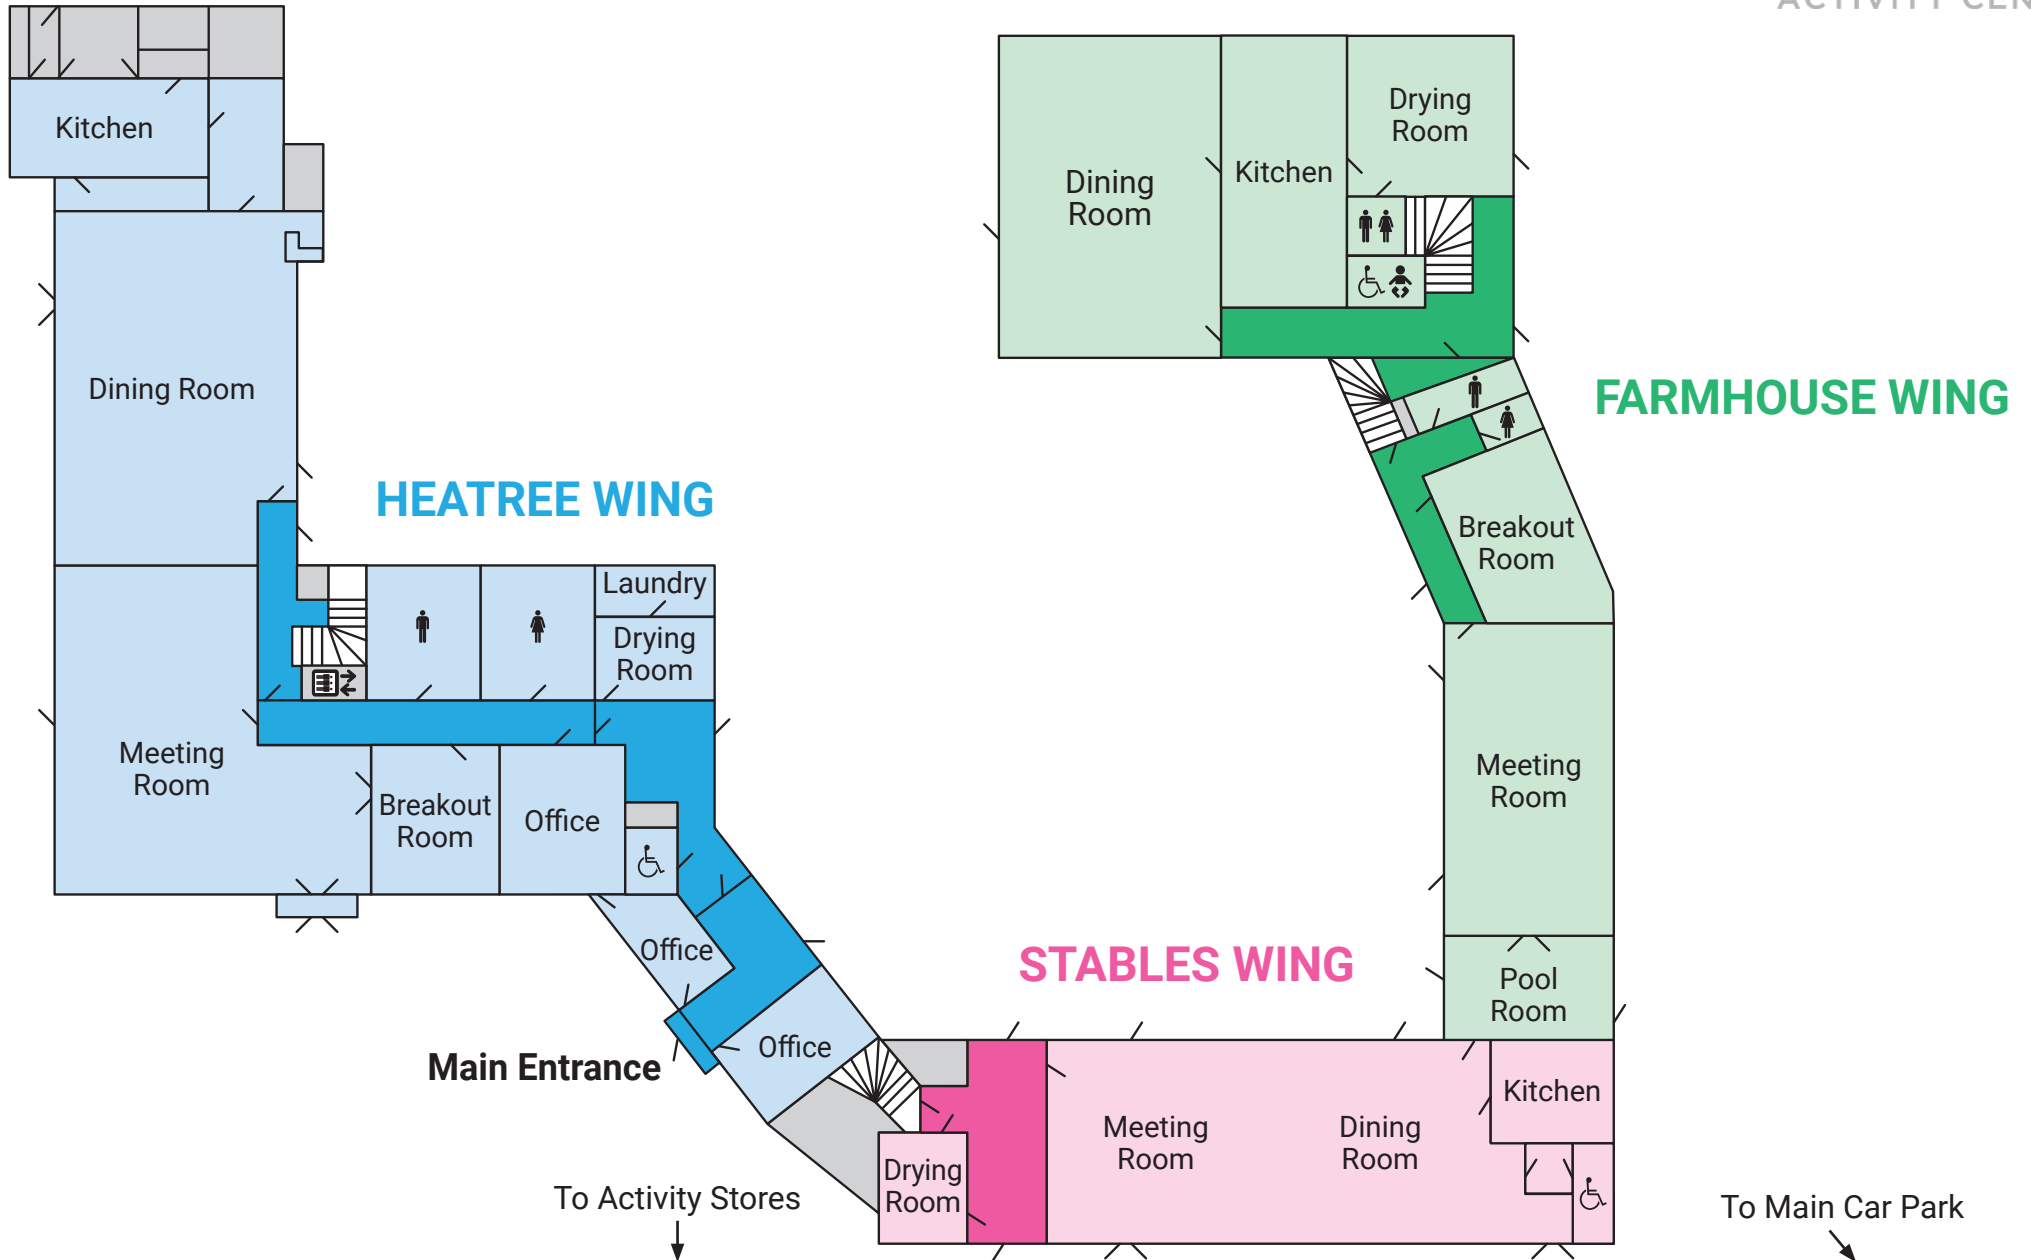 Kitchen
Dining Room
HEATREE WING
Laundry
Drying
Room
Meeting
Room
Breakout
Room
Office
Office
Office
Main Entrance
To Activity Stores
Dining
Room
Kitchen
Drying
Room
FARMHOUSE WING
Breakout
Room
Meeting
Room
Pool
Room
STABLES WING
Drying
Room
Meeting
Room
Dining
Room
Kitchen
To Main Car Park